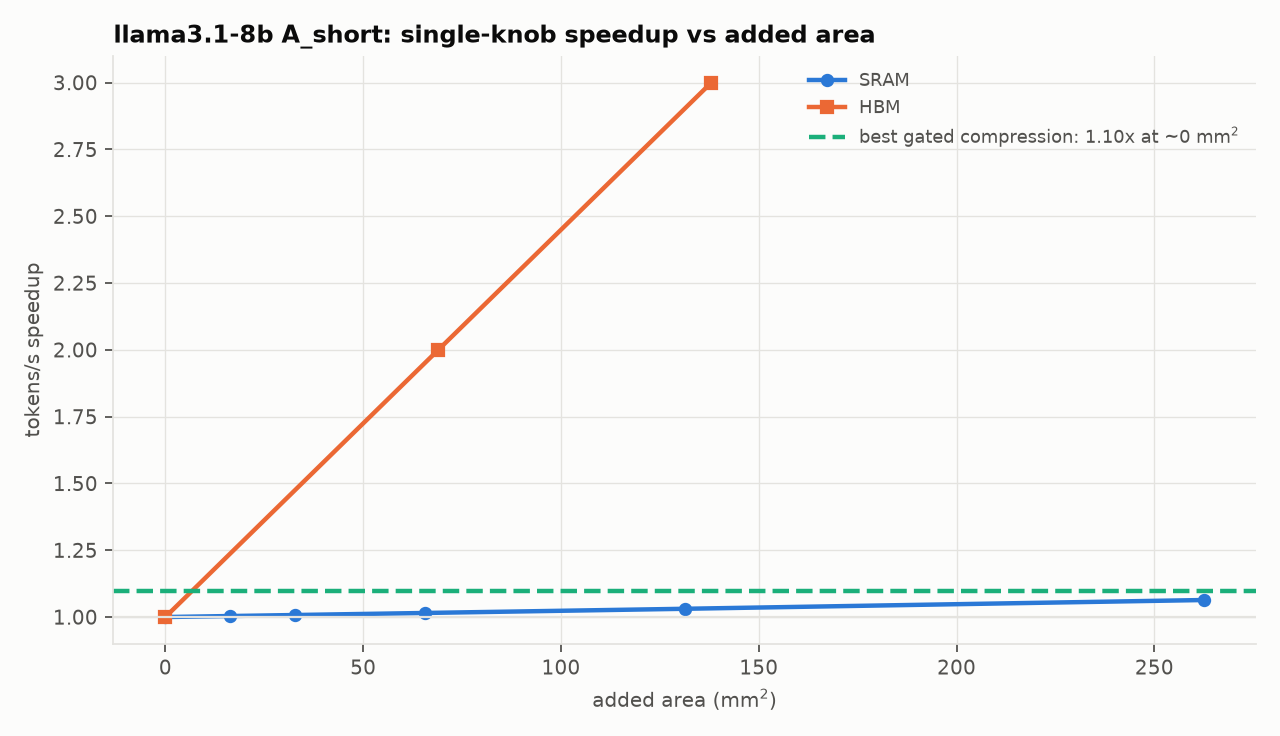 llama3.1-8b A_short: single-knob speedup vs added area
SRAM
HBM
best gated compression: 1.10x at ~0 mm²
tokens/s speedup
3.00
2.75
2.50
2.25
2.00
1.75
1.50
1.25
1.00
0 50 100 150 200 250
added area (mm²)